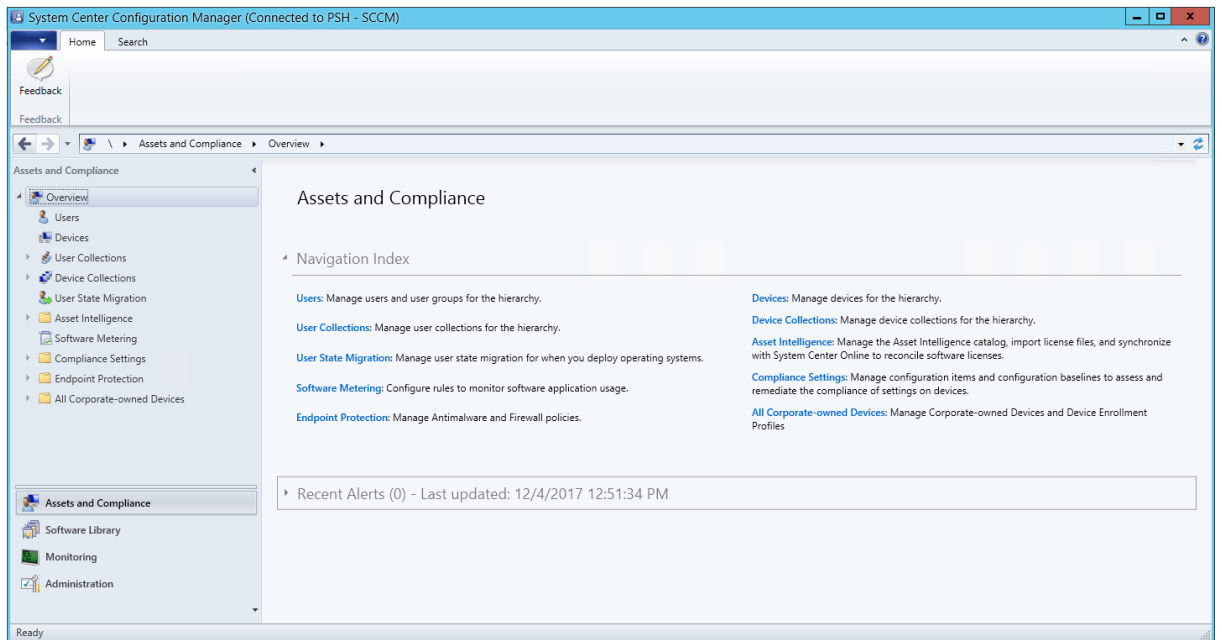 System Center Configuration Manager (Connected to PSH - SCCM)
Home Search
Feedback
Feedback
\ Assets and Compliance Overview
Assets and Compliance
Overview
Users
Devices
User Collections
Device Collections
User State Migration
Asset Intelligence
Software Metering
Compliance Settings
Endpoint Protection
All Corporate-owned Devices
Assets and Compliance
Software Library
Monitoring
Administration
Assets and Compliance
Navigation Index
Users: Manage users and user groups for the hierarchy.
User Collections: Manage user collections for the hierarchy.
User State Migration: Manage user state migration for when you deploy operating systems.
Software Metering: Configure rules to monitor software application usage.
Endpoint Protection: Manage Antimalware and Firewall policies.
Devices: Manage devices for the hierarchy.
Device Collections: Manage device collections for the hierarchy.
Asset Intelligence: Manage the Asset Intelligence catalog, import license files, and synchronize
with System Center Online to reconcile software licenses.
Compliance Settings: Manage configuration items and configuration baselines to assess and
remediate the compliance of settings on devices.
All Corporate-owned Devices: Manage Corporate-owned Devices and Device Enrollment
Profiles
Recent Alerts (0) - Last updated: 12/4/2017 12:51:34 PM
Ready